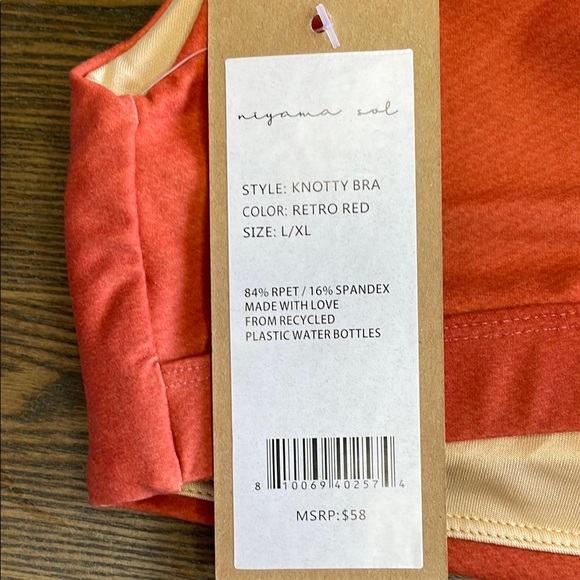 niyama sol
STYLE: KNOTTY BRA
COLOR: RETRO RED
SIZE: L/XL
84% RPET / 16% SPANDEX
MADE WITH LOVE
FROM RECYCLED
PLASTIC WATER BOTTLES
8 10069 40257 4
MSRP:$58